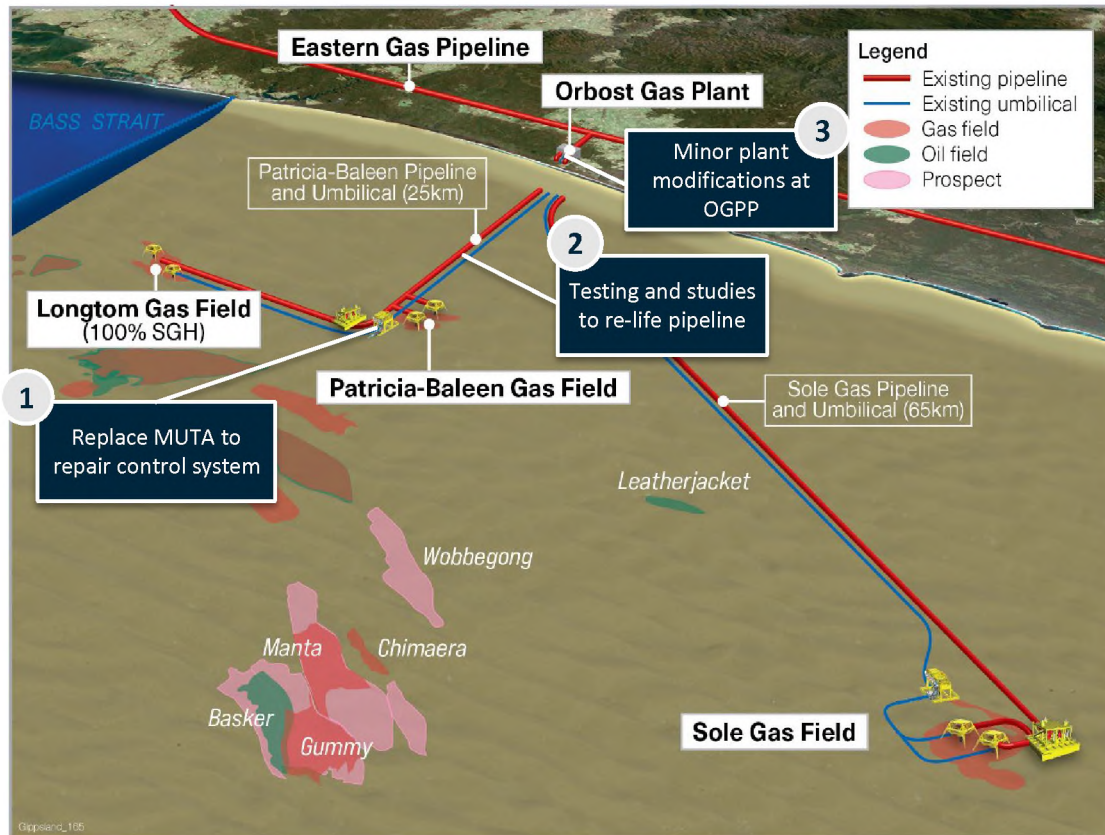 Eastern Gas Pipeline
Orbost Gas Plant
Legend
Existing pipeline
Existing umbilical
Gas field
Oil field
Prospect
BASS STRAIT
3
Minor plant
modifications at
OGPP
Patricia-Baleen Pipeline
and Umbilical (25km)
2
Testing and studies
to re-life pipeline
Longtom Gas Field
(100% SGH)
Patricia-Baleen Gas Field
1
Replace MUTA to
repair control system
Sole Gas Pipeline
and Umbilical (65km)
Leatherjacket
Wobbegong
Manta
Chimaera
Basker
Gummy
Sole Gas Field
Gippsland_165